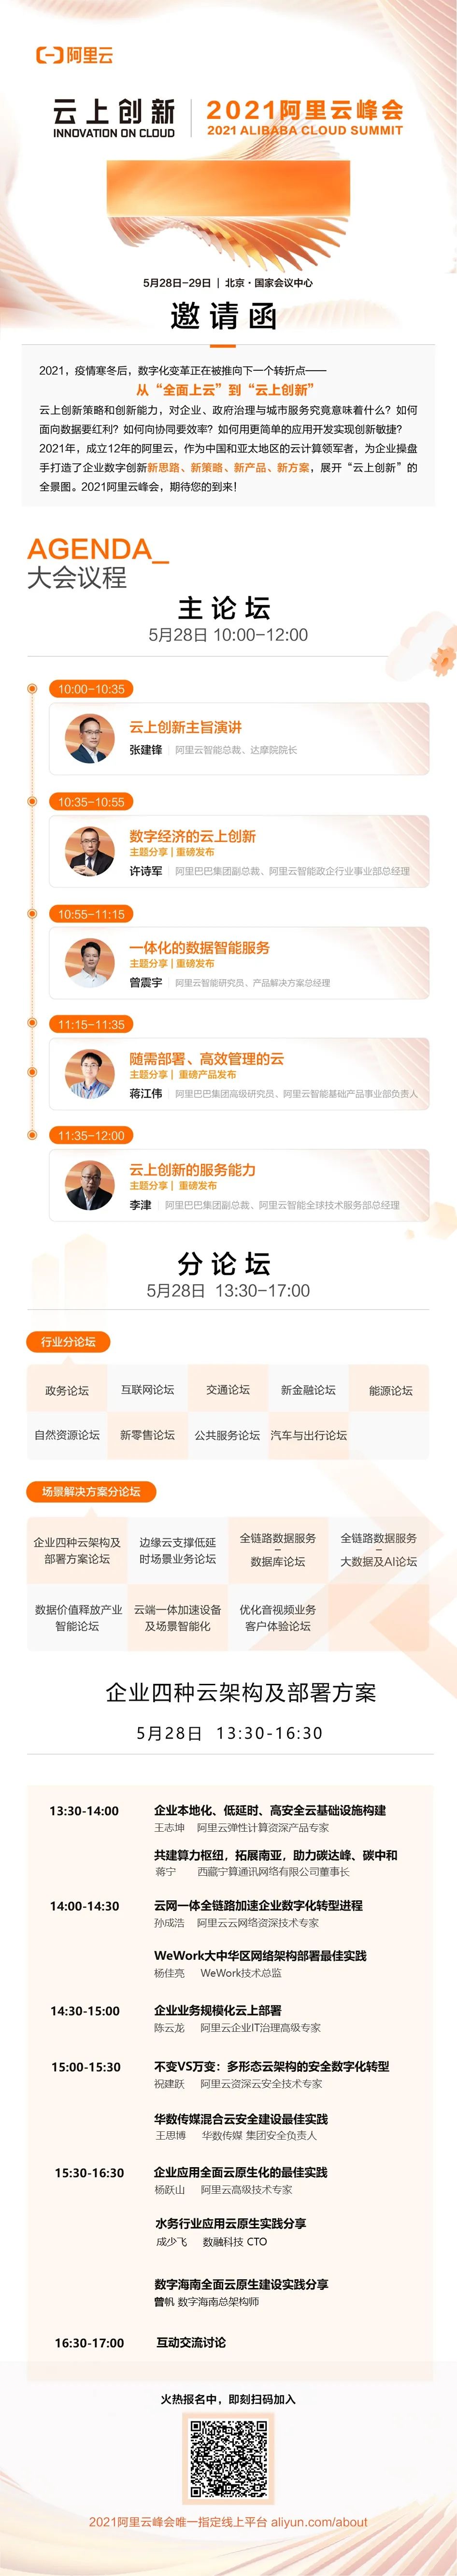 阿里云
云上创新
INNOVATION ON CLOUD
2021阿里云峰会
2021 ALIBABA CLOUD SUMMIT
5月28日-29日 | 北京·国家会议中心
邀请函
2021，疫情寒冬后，数字化变革正在被推向下一个转折点——
从“全面上云”到“云上创新”
云上创新策略和创新能力，对企业、政府治理与城市服务究竟意味着什么？如何
面向数据要红利？如何向协同要效率？如何用更简单的应用开发实现创新敏捷？
2021年，成立12年的阿里云，作为中国和亚太地区的云计算领军者，为企业操盘
手打造了企业数字创新新思路、新策略、新产品、新方案，展开“云上创新”的
全景图。2021阿里云峰会，期待您的到来！
AGENDA_
大会议程
主论坛
5月28日 10:00-12:00
10:00-10:35
云上创新主旨演讲
张建锋 | 阿里云智能总裁、达摩院院长
10:35-10:55
数字经济的云上创新
主题分享 | 重磅发布
许诗军 | 阿里巴巴集团副总裁、阿里云智能政企行业事业部总经理
10:55-11:15
一体化的数据智能服务
主题分享 | 重磅发布
曾震宇 | 阿里云智能研究员、产品解决方案总经理
11:15-11:35
随需部署、高效管理的云
主题分享 | 重磅产品发布
蒋江伟 | 阿里巴巴集团高级研究员、阿里云智能基础产品事业部负责人
11:35-12:00
云上创新的服务能力
主题分享 | 重磅发布
李津 | 阿里巴巴集团副总裁、阿里云智能全球技术服务部总经理
分论坛
5月28日 13:30-17:00
行业分论坛
政务论坛 互联网论坛 交通论坛 新金融论坛 能源论坛
自然资源论坛 新零售论坛 公共服务论坛 汽车与出行论坛
场景解决方案分论坛
企业四种云架构及
部署方案论坛
边缘云支撑低延
时场景业务论坛
全链路数据服务
–
数据库论坛
全链路数据服务
–
大数据及AI论坛
数据价值释放产业
智能论坛
云端一体加速设备
及场景智能化
优化音视频业务
客户体验论坛
企业四种云架构及部署方案
5月28日 13:30-16:30
13:30-14:00 企业本地化、低延时、高安全云基础设施构建
王志坤 阿里云弹性计算资深产品专家
共建算力枢纽，拓展南亚，助力碳达峰、碳中和
蒋宁 西藏宁算通讯网络有限公司董事长
14:00-14:30 云网一体全链路加速企业数字化转型进程
孙成浩 阿里云云网络资深技术专家
WeWork大中华区网络架构部署最佳实践
杨佳亮 WeWork技术总监
14:30-15:00 企业业务规模化云上部署
陈云龙 阿里云企业IT治理高级专家
15:00-15:30 不变VS万变：多形态云架构的安全数字化转型
祝建跃 阿里云资深云安全技术专家
华数传媒混合云安全建设最佳实践
王思博 华数传媒 集团安全负责人
15:30-16:30 企业应用全面云原生化的最佳实践
杨跃山 阿里云高级技术专家
水务行业应用云原生实践分享
成少飞 数融科技 CTO
数字海南全面云原生建设实践分享
曾帆 数字海南总架构师
16:30-17:00 互动交流讨论
火热报名中，即刻扫码加入
2021阿里云峰会唯一指定线上平台 aliyun.com/about